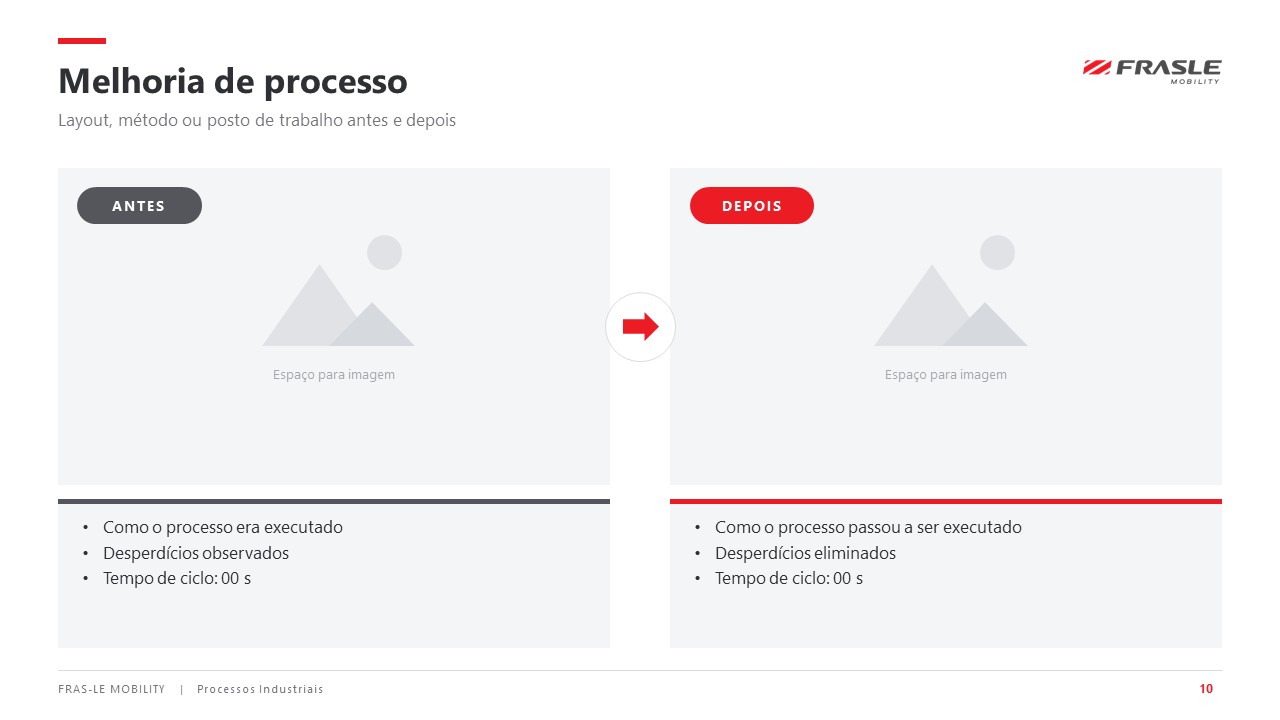 Melhoria de processo
FRASLE
MOBILITY
Layout, método ou posto de trabalho antes e depois
ANTES
Espaço para imagem
• Como o processo era executado
• Desperdícios observados
• Tempo de ciclo: 00 s
DEPOIS
Espaço para imagem
• Como o processo passou a ser executado
• Desperdícios eliminados
• Tempo de ciclo: 00 s
FRAS-LE MOBILITY | Processos Industriais
10